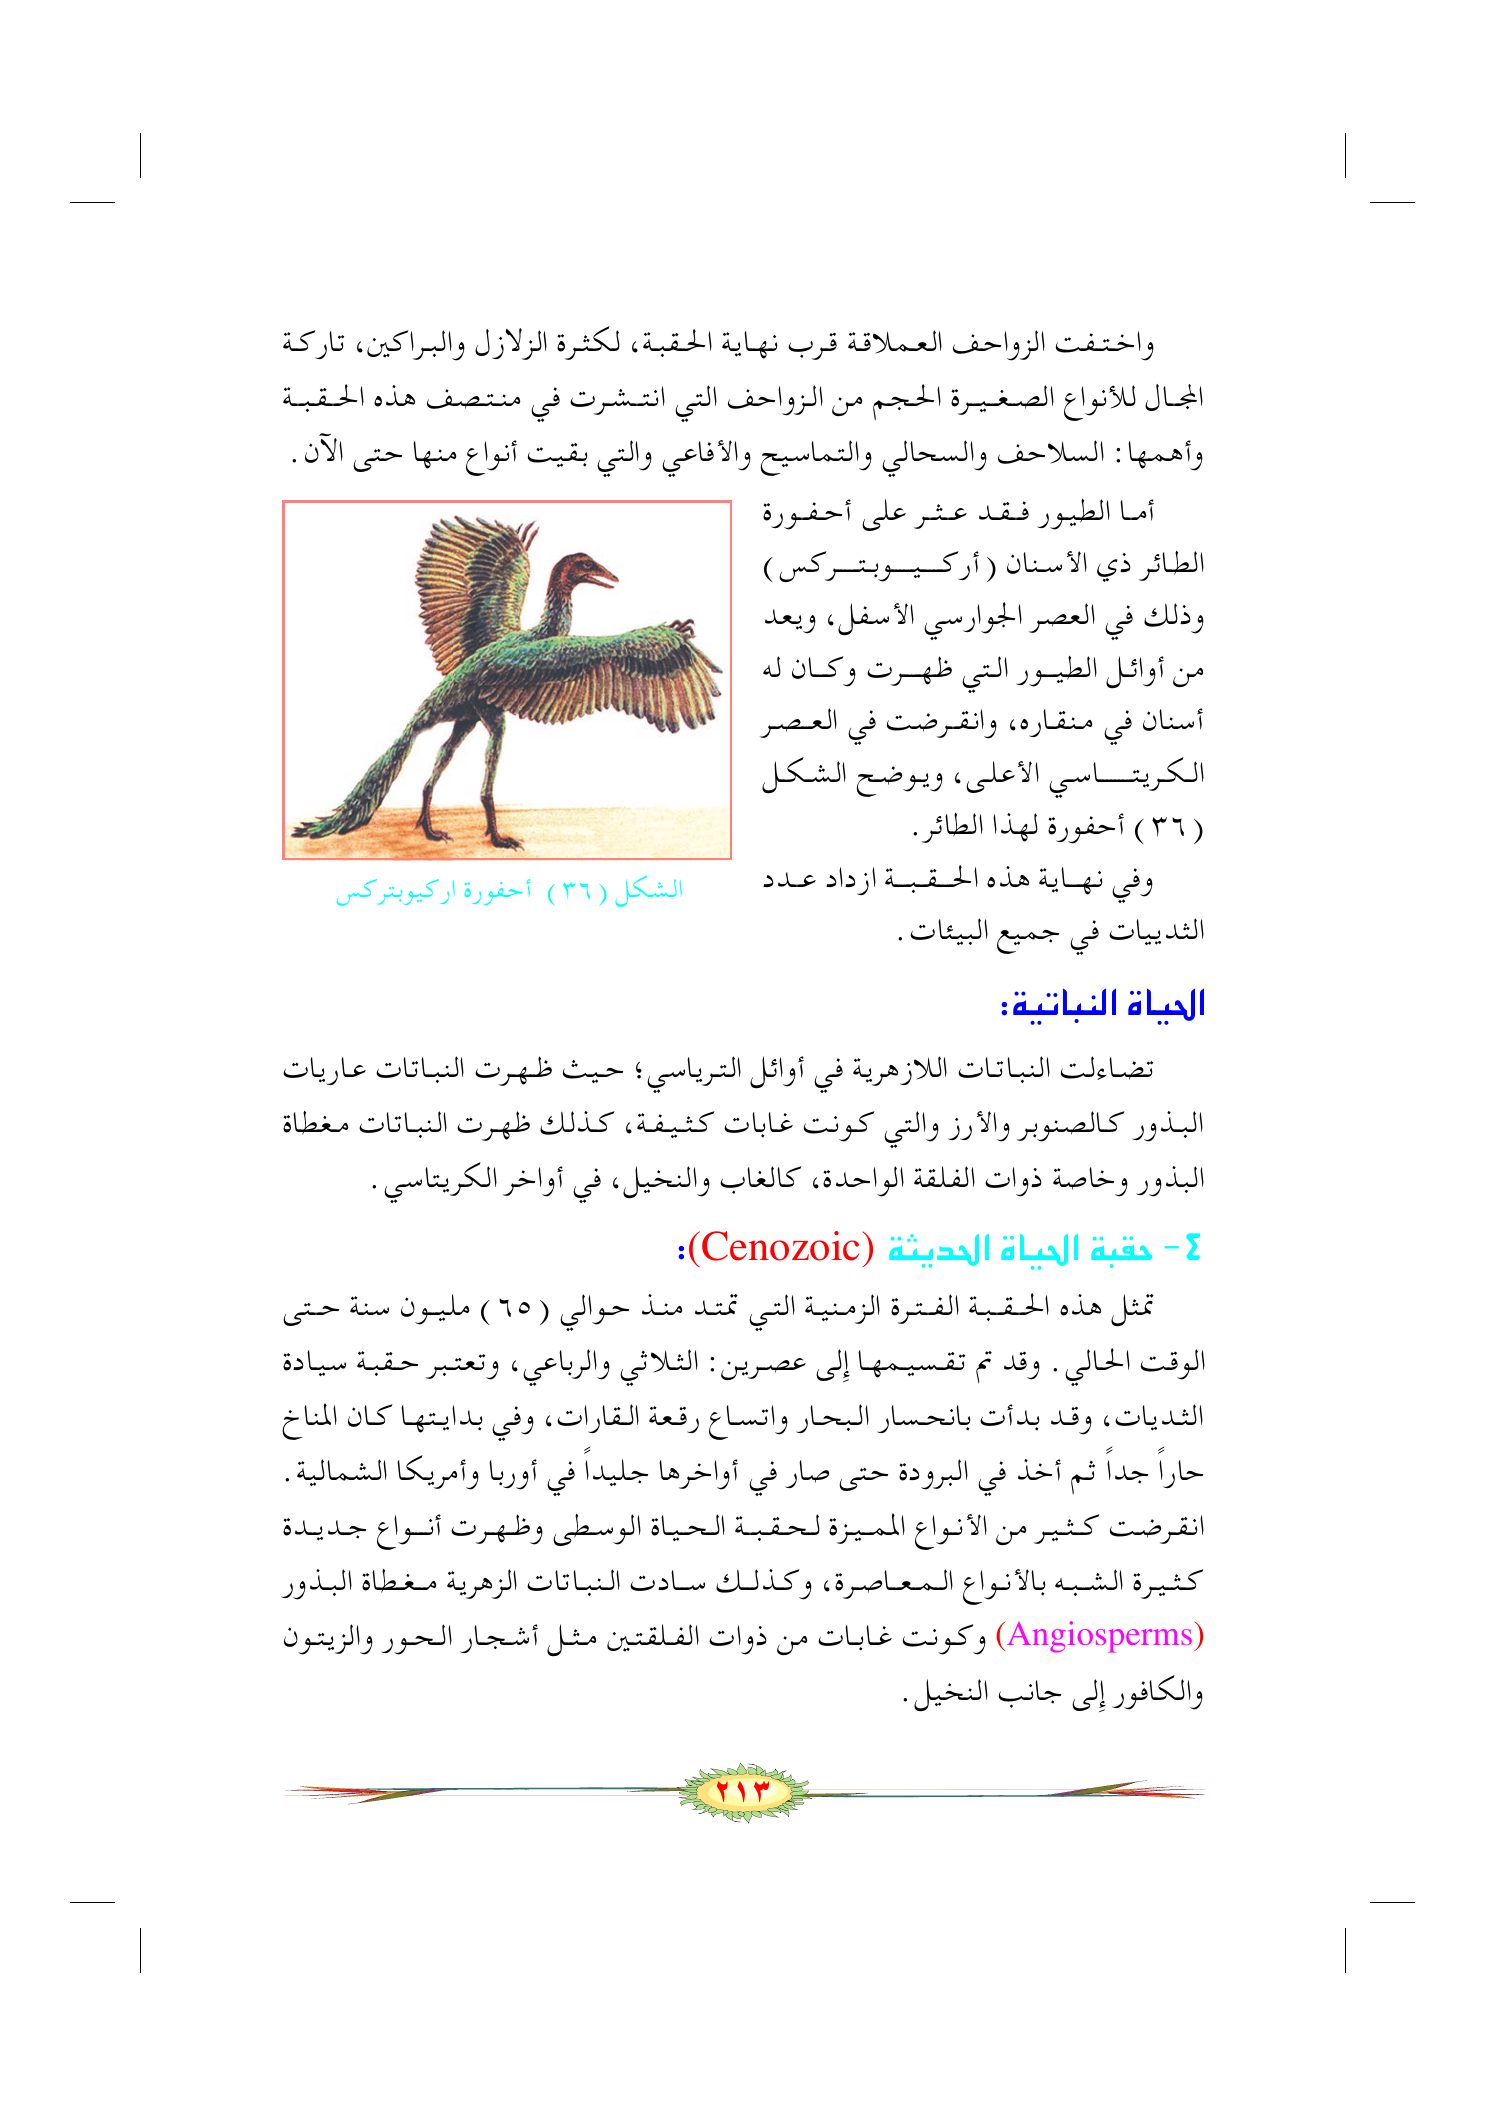 واختفت الزواحف العملاقة قرب نهاية الحقبة، لكثرة الزلازل والبراكين، تاركة
المجال للأنواع الصغيرة الحجم من الزواحف التي انتشرت في منتصف هذه الحقبة
وأهمها: السلاحف والسحالي والتماسيح والأفاعي والتي بقيت أنواع منها حتى الآن.
أما الطيور فقد عثر على أحفورة
الطائر ذي الأسنان (أركيوبتركس)
وذلك في العصر الجوارسي الأسفل، ويعد
من أوائل الطيور التي ظهرت وكان له
أسنان في منقاره، وانقرضت في العصر
الكريتاسي الأعلى، ويوضح الشكل
(٣٦) أحفورة لهذا الطائر.
وفي نهاية هذه الحقبة ازداد عدد
الثدييات في جميع البيئات.
الشكل (٣٦) أحفورة اركيوبتركس
الحياة النباتية:
تضاءلت النباتات اللازهرية في أوائل الترياسي؛ حيث ظهرت النباتات عاريات
البذور كالصنوبر والأرز والتي كونت غابات كثيفة، كذلك ظهرت النباتات مغطاة
البذور وخاصة ذوات الفلقة الواحدة، كالغاب والنخيل، في أواخر الكريتاسي.
٤- حقبة الحياة الحديثة (Cenozoic):
تمثل هذه الحقبة الفترة الزمنية التي تمتد منذ حوالي (٦٥) مليون سنة حتى
الوقت الحالي. وقد تم تقسيمها إلى عصرين: الثلاثي والرباعي، وتعتبر حقبة سيادة
الثديات، وقد بدأت بانحسار البحار واتساع رقعة القارات، وفي بدايتها كان المناخ
حاراً جداً ثم أخذ في البرودة حتى صار في أواخرها جليداً في أوربا وأمريكا الشمالية.
انقرضت كثير من الأنواع المميزة لحقبة الحياة الوسطى وظهرت أنواع جديدة
كثيرة الشبه بالأنواع المعاصرة، وكذلك سادت النباتات الزهرية مغطاة البذور
(Angiosperms) وكونت غابات من ذوات الفلقتين مثل أشجار الحور والزيتون
والكافور إلى جانب النخيل.
٢١٣